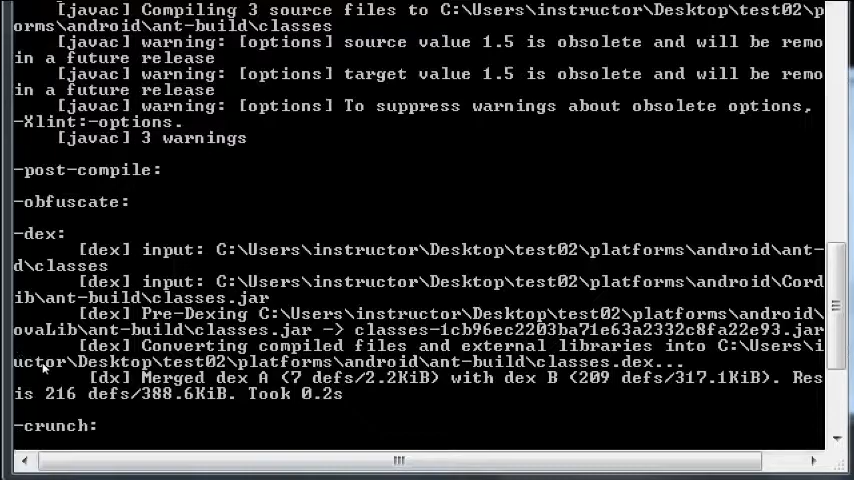 [javac] Compiling 3 source files to C:\Users\instructor\Desktop\test02\p
orms\android\ant-build\classes
[javac] warning: [options] source value 1.5 is obsolete and will be remo
in a future release
[javac] warning: [options] target value 1.5 is obsolete and will be remo
in a future release
[javac] warning: [options] To suppress warnings about obsolete options,
-Xlint:-options.
[javac] 3 warnings
-post-compile:
-obfuscate:
-dex:
[dex] input: C:\Users\instructor\Desktop\test02\platforms\android\ant-
d\classes
[dex] input: C:\Users\instructor\Desktop\test02\platforms\android\Cord
ib\ant-build\classes.jar
[dex] Pre-Dexing C:\Users\instructor\Desktop\test02\platforms\android\
ovaLib\ant-build\classes.jar -> classes-1cb96ec2203ba71e63a2332c8fa22e93.jar
[dex] Converting compiled files and external libraries into C:\Users\i
uctor\Desktop\test02\platforms\android\ant-build\classes.dex...
[dx] Merged dex A (7 defs/2.2KiB) with dex B (209 defs/317.1KiB). Res
is 216 defs/388.6KiB. Took 0.2s
-crunch: